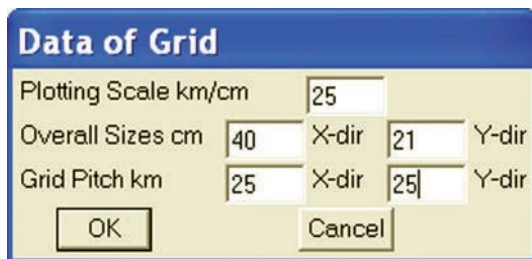 Data of Grid
Plotting Scale km/cm 25
Overall Sizes cm 40 X-dir 21 Y-dir
Grid Pitch km 25 X-dir 25 Y-dir
OK Cancel